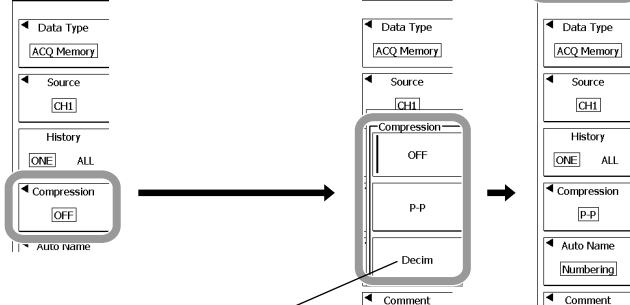 Data Type
ACQ Memory
Source
CH1
History
ONE ALL
Compression
OFF
Auto Name
Data Type
ACQ Memory
Source
CH1
Compression
OFF
P-P
Decim
Comment
Data Type
ACQ Memory
Source
CH1
History
ONE ALL
Compression
P-P
Auto Name
Numbering
Comment